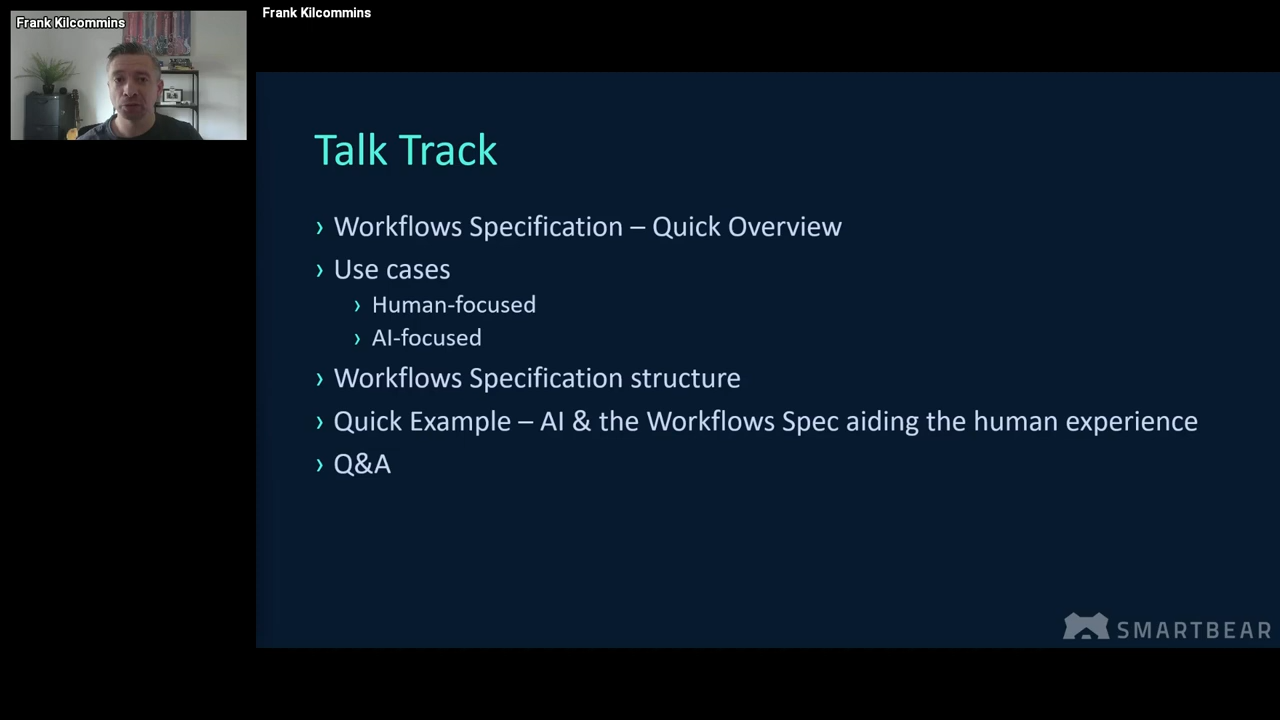 Frank Kilcommins
Frank Kilcommins
Talk Track
› Workflows Specification – Quick Overview
› Use cases
› Human-focused
› AI-focused
› Workflows Specification structure
› Quick Example – AI & the Workflows Spec aiding the human experience
› Q&A
SMARTBEAR